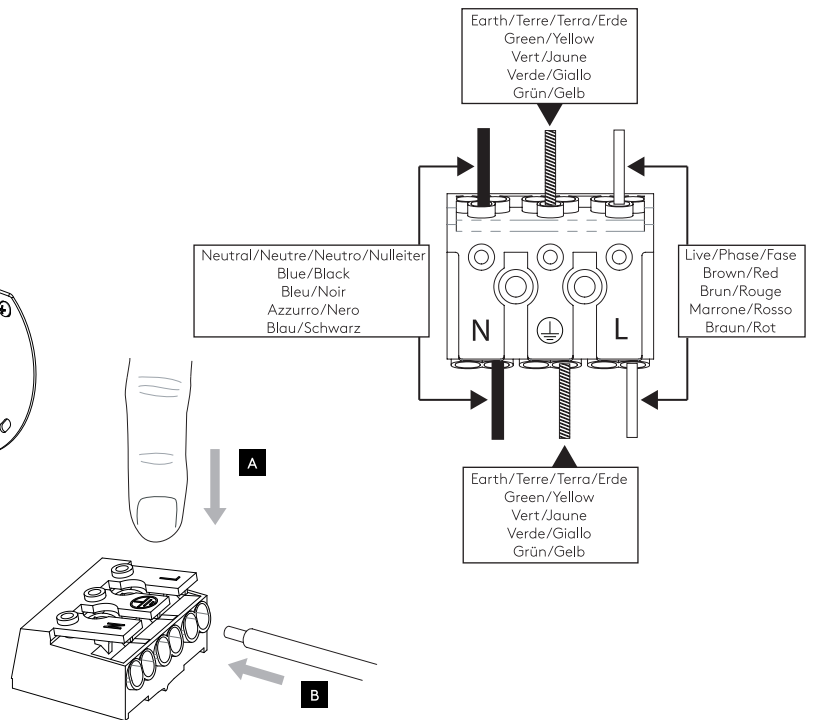 Earth/Terre/Terra/Erde
Green/Yellow
Vert/Jaune
Verde/Giallo
Grün/Gelb
Neutral/Neutre/Neutro/Nulleiter
Blue/Black
Bleu/Noir
Azzurro/Nero
Blau/Schwarz
Live/Phase/Fase
Brown/Red
Brun/Rouge
Marrone/Rosso
Braun/Rot
N
L
A
Earth/Terre/Terra/Erde
Green/Yellow
Vert/Jaune
Verde/Giallo
Grün/Gelb
L
N
B